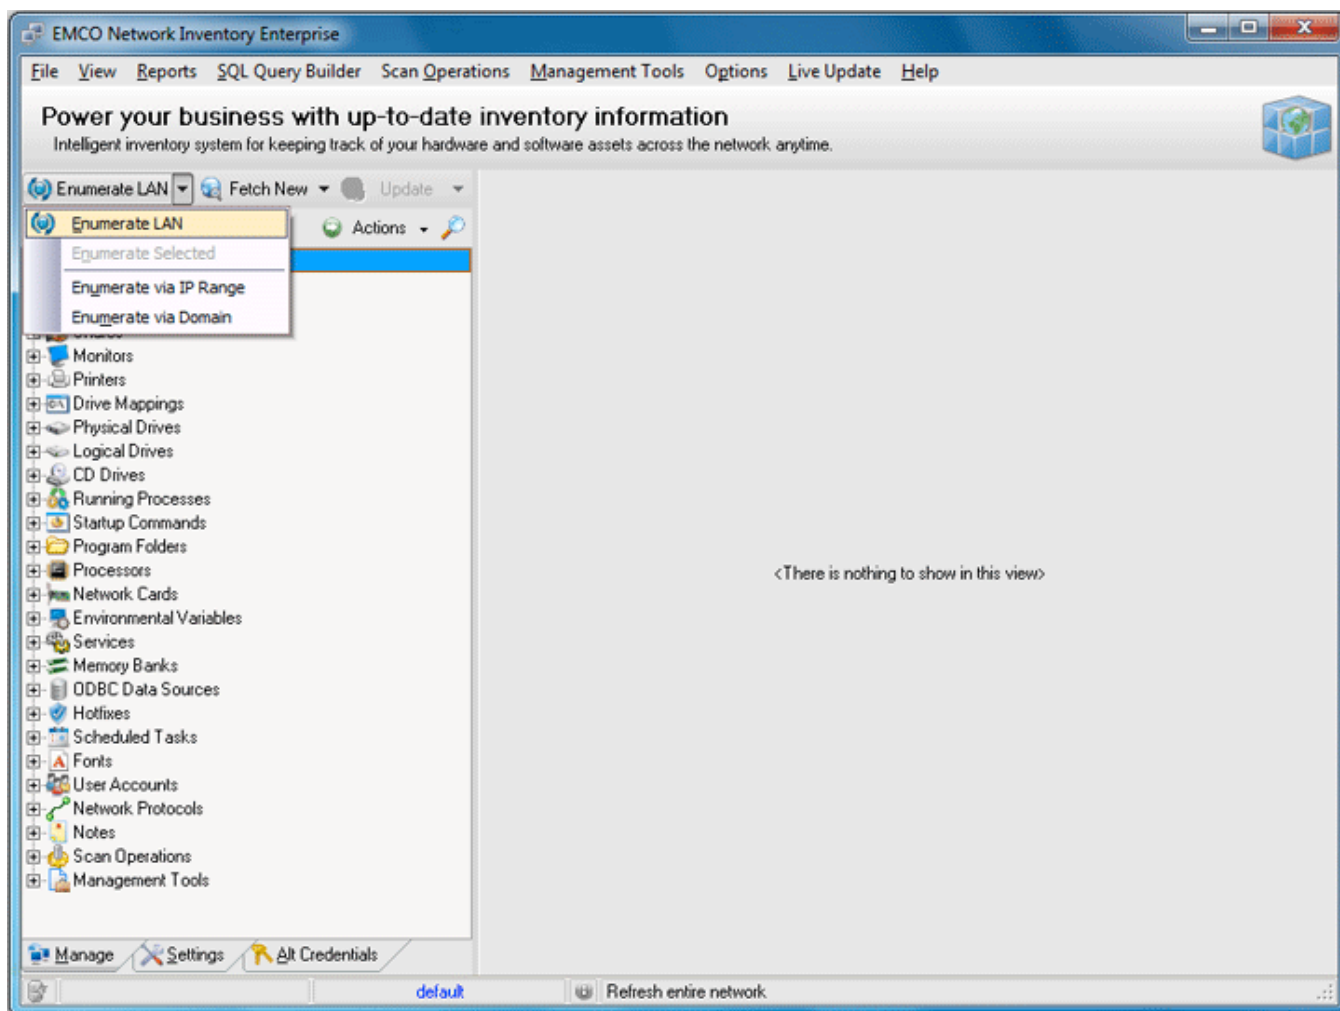 EMCO Network Inventory Enterprise
File View Reports SQL Query Builder Scan Operations Management Tools Options Live Update Help
Power your business with up-to-date inventory information
Intelligent inventory system for keeping track of your hardware and software assets across the network anytime.
Enumerate LAN Fetch New Update
Enumerate LAN
Actions
Enumerate Selected
Enumerate via IP Range
Enumerate via Domain
Monitors
Printers
Drive Mappings
Physical Drives
Logical Drives
CD Drives
Running Processes
Startup Commands
Program Folders
Processors
<There is nothing to show in this view>
Network Cards
Environmental Variables
Services
Memory Banks
ODBC Data Sources
Hotfixes
Scheduled Tasks
Fonts
User Accounts
Network Protocols
Notes
Scan Operations
Management Tools
Manage Settings Alt Credentials
default Refresh entire network